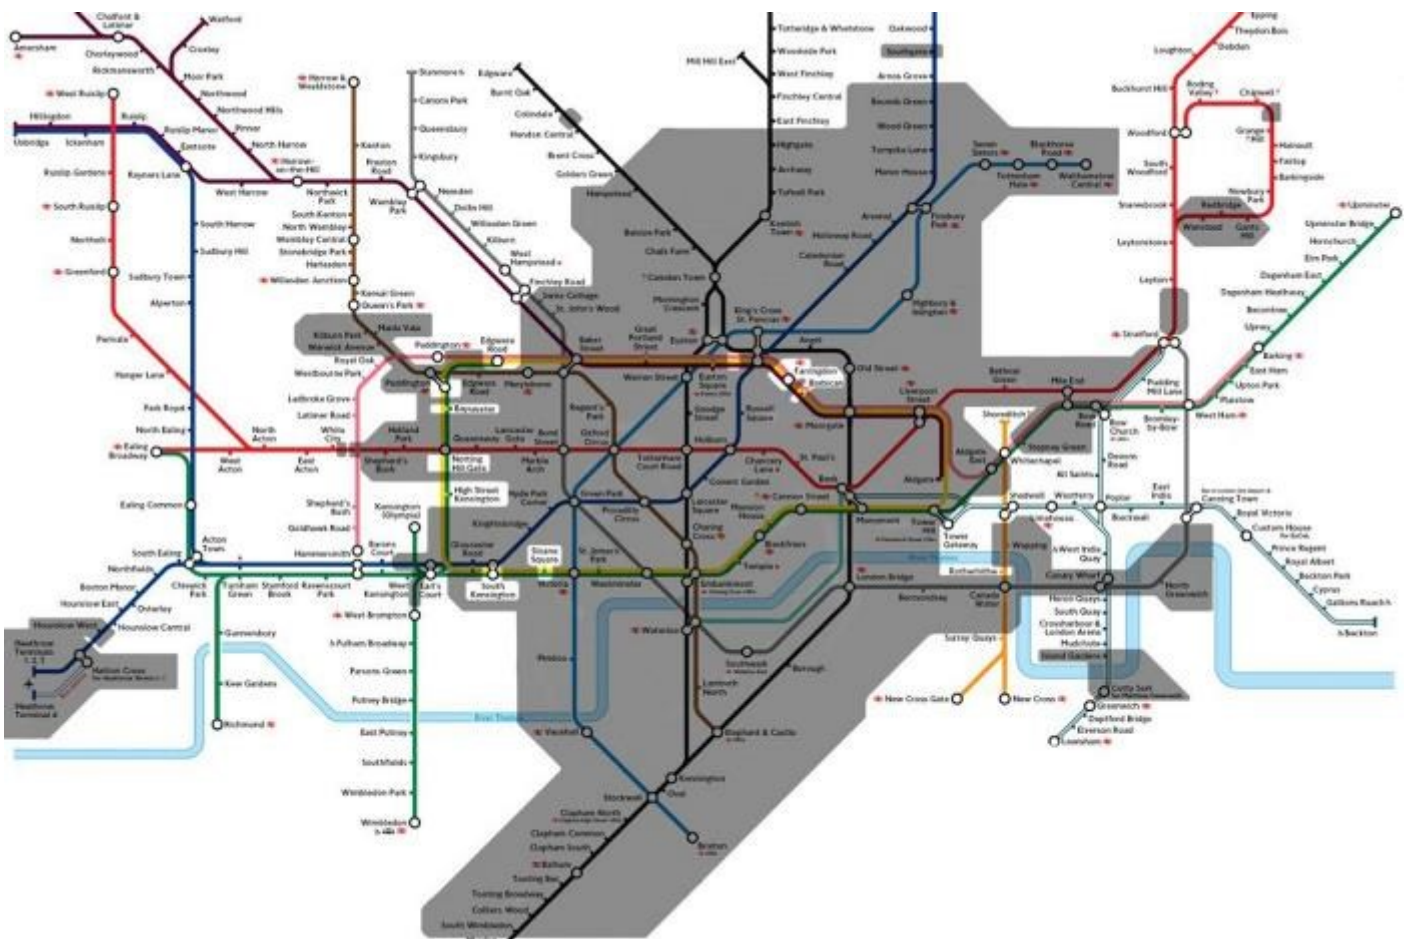 Chalfont &
Latimer
Watford
Amersham
Chorleywood
Croxley
Rickmansworth
Moor Park
Northwood
Northwood Hills
Pinner
North Harrow
Harrow-
on-the-Hill
West Ruislip
Hillingdon
Ruislip
Ruislip Manor
Uxbridge
Ickenham
Eastcote
Rayners Lane
West Harrow
Ruislip Gardens
South Ruislip
Northolt
Greenford
Perivale
Hanger Lane
South Harrow
Sudbury Hill
Sudbury Town
Alperton
Park Royal
North Ealing
Ealing
Broadway
Ealing Common
North
Acton
West
Acton
East
Acton
White
City
Harrow &
Wealdstone
Kenton
Preston
Road
Northwick
Park
South Kenton
North Wembley
Wembley Central
Stonebridge Park
Harlesden
Willesden Junction
Kensal Green
Queen's Park
Wembley
Park
Stanmore
Canons Park
Queensbury
Kingsbury
Neasden
Dollis Hill
Willesden Green
Kilburn
West
Hampstead
Finchley Road
Swiss Cottage
St. John's Wood
Edgware
Burnt Oak
Colindale
Hendon Central
Brent Cross
Golders Green
Hampstead
Belsize Park
Chalk Farm
Camden Town
Mornington
Crescent
Mill Hill East
Totteridge & Whetstone
Woodside Park
West Finchley
Finchley Central
East Finchley
Highgate
Archway
Tufnell Park
Kentish
Town
Oakwood
Southgate
Arnos Grove
Bounds Green
Wood Green
Turnpike Lane
Manor House
Arsenal
Finsbury
Park
Holloway Road
Caledonian
Road
Highbury &
Islington
Seven
Sisters
Blackhorse
Road
Tottenham
Hale
Walthamstow
Central
Epping
Theydon Bois
Debden
Loughton
Buckhurst Hill
Roding
Valley
Chigwell
Woodford
Grange
Hill
Hainault
Fairlop
Barkingside
Newbury
Park
South
Woodford
Snaresbrook
Redbridge
Wanstead
Gants
Hill
Leytonstone
Leyton
Stratford
Upminster
Upminster Bridge
Hornchurch
Elm Park
Dagenham East
Dagenham Heathway
Becontree
Upney
Barking
East Ham
Upton Park
Plaistow
West Ham
Kilburn Park
Maida Vale
Warwick Avenue
Royal Oak
Westbourne Park
Ladbroke Grove
Latimer Road
Paddington
Paddington
Edgware
Road
Edgware
Road
Marylebone
Baker
Street
Great
Portland
Street
Euston
King's Cross
St. Pancras
Angel
Warren Street
Euston
Square
Farringdon
Barbican
Old Street
Moorgate
Liverpool
Street
Bethnal
Green
Mile End
Bow
Road
Bow
Church
Pudding
Mill Lane
Bromley-
by-Bow
Devons
Road
Bayswater
Holland
Park
Shepherd's
Bush
Notting
Hill Gate
Queensway
Lancaster
Gate
Marble
Arch
Bond
Street
Regent's
Park
Oxford
Circus
Goodge
Street
Russell
Square
Tottenham
Court Road
Holborn
Chancery
Lane
St. Paul's
Bank
Shoreditch
Aldgate
East
Aldgate
Stepney Green
Whitechapel
All Saints
High Street
Kensington
Hyde Park
Corner
Knightsbridge
Green Park
Piccadilly
Circus
Leicester
Square
Covent Garden
Charing
Cross
Mansion
House
Cannon Street
Blackfriars
Temple
Embankment
Monument
Tower
Hill
Tower
Gateway
Shadwell
Westferry
Limehouse
Poplar
Blackwall
East
India
Canning Town
Royal Victoria
Custom House
Prince Regent
Royal Albert
Beckton Park
Cyprus
Gallions Reach
Beckton
Shepherd's
Bush
Goldhawk Road
Hammersmith
Kensington
(Olympia)
Barons
Court
West
Kensington
Earl's
Court
Gloucester
Road
South
Kensington
Sloane
Square
Victoria
St. James's
Park
Westminster
Waterloo
Southwark
London Bridge
Bermondsey
Canada
Water
Wapping
Rotherhithe
Surrey Quays
New Cross Gate
New Cross
West India
Quay
Canary Wharf
Heron Quays
South Quay
Crossharbour &
London Arena
Mudchute
Island Gardens
Cutty Sark
Greenwich
Deptford Bridge
Elverson Road
Lewisham
North
Greenwich
South Ealing
Northfields
Boston Manor
Hounslow East
Osterley
Hounslow Central
Hounslow West
Hatton Cross
Heathrow
Terminals
1, 2, 3
Heathrow
Terminal 4
Acton
Town
Chiswick
Park
Turnham
Green
Stamford
Brook
Ravenscourt
Park
Gunnersbury
Kew Gardens
Richmond
West Brompton
Fulham Broadway
Parsons Green
Putney Bridge
East Putney
Southfields
Wimbledon Park
Wimbledon
River Thames
River Thames
Pimlico
Vauxhall
Lambeth
North
Borough
Elephant & Castle
Kennington
Oval
Stockwell
Brixton
Clapham North
Clapham Common
Clapham South
Balham
Tooting Bec
Tooting Broadway
Colliers Wood
South Wimbledon